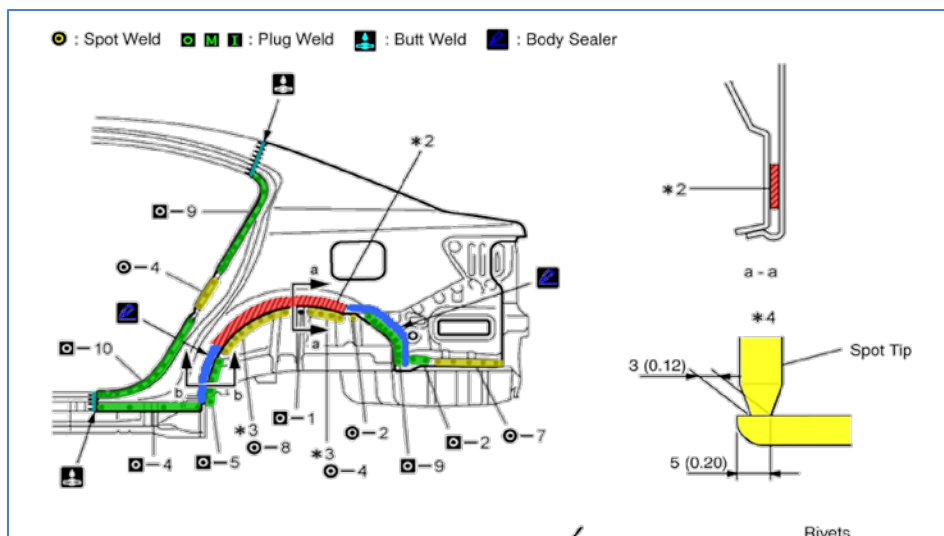 : Spot Weld M I : Plug Weld : Butt Weld : Body Sealer
*2
9
*2
a
a - a
4
*4
Spot Tip
3 (0.12)
a
10
b b
1
*3
2
7
8
*3
2
4
5
4
9
5 (0.20)
Rivets